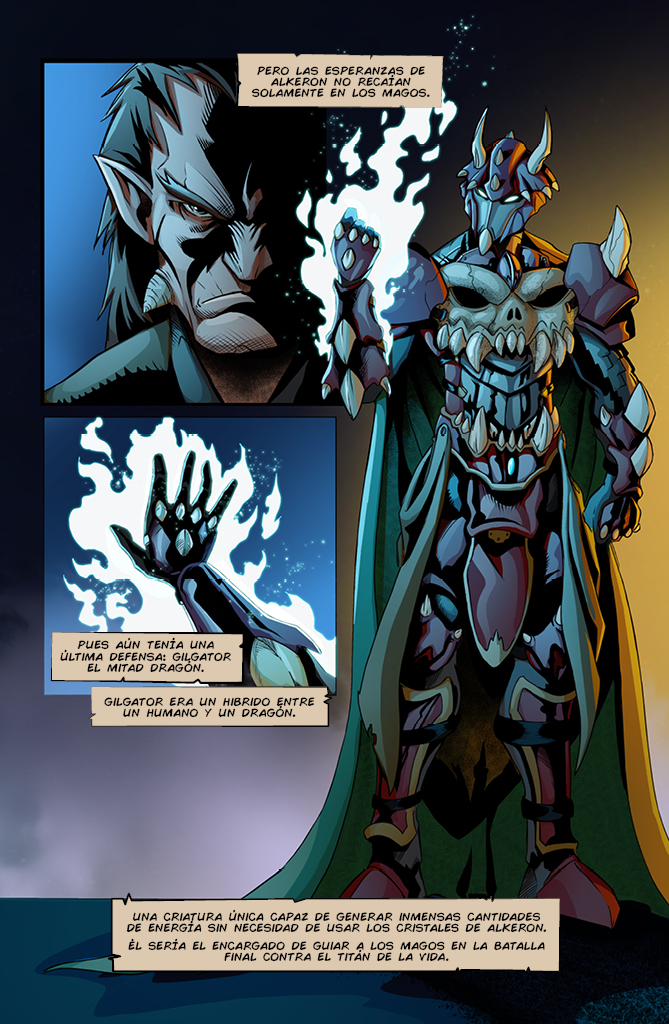 PERO LAS ESPERANZAS DE
ALKERON NO RECAÍAN
SOLAMENTE EN LOS MAGOS.
PUES AÚN TENÍA UNA
ÚLTIMA DEFENSA: GILGATOR
EL MITAD DRAGÓN.
GILGATOR ERA UN HIBRIDO ENTRE
UN HUMANO Y UN DRAGÓN.
UNA CRIATURA ÚNICA CAPAZ DE GENERAR INMENSAS CANTIDADES
DE ENERGÍA SIN NECESIDAD DE USAR LOS CRISTALES DE ALKERON.
ÉL SERÍA EL ENCARGADO DE GUIAR A LOS MAGOS EN LA BATALLA
FINAL CONTRA EL TITÁN DE LA VIDA.